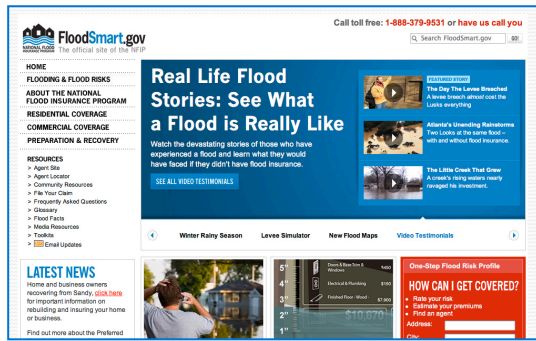 Call toll free: 1-888-379-9531 or have us call you
FloodSmart.gov
The official site of the NFIP
NATIONAL FLOOD
INSURANCE PROGRAM
Search FloodSmart.gov
GO!
HOME
FLOODING & FLOOD RISKS
ABOUT THE NATIONAL
FLOOD INSURANCE PROGRAM
RESIDENTIAL COVERAGE
COMMERCIAL COVERAGE
PREPARATION & RECOVERY
RESOURCES
> Agent Site
> Agent Locator
> Community Resources
> File Your Claim
> Frequently Asked Questions
> Glossary
> Flood Facts
> Media Resources
> Toolkits
> Email Updates
Real Life Flood
Stories: See What
a Flood is Really Like
Watch the devastating stories of those who have
experienced a flood and learn what they would
have faced if they didn't have flood insurance.
SEE ALL VIDEO TESTIMONIALS
FEATURED STORY
The Day The Levee Breached
A levee breach almost cost the
Lusks everything
Atlanta's Unending Rainstorms
Two Looks at the same flood –
with and without flood insurance.
The Little Creek That Grew
A creek's rising waters nearly
ravaged his investment.
Winter Rainy Season
Levee Simulator
New Flood Maps
Video Testimonials
LATEST NEWS
Home and business owners
recovering from Sandy, click here
for important information on
rebuilding and insuring your home
or business.
Find out more about the Preferred
5"
4"
3"
2"
1"
Doors & Base Trim &
Windows
$450
Electrical & Plumbing
$150
Finished Floor - Wood -
$7,900
$10,670
One-Step Flood Risk Profile
HOW CAN I GET COVERED?
• Rate your risk
• Estimate your premiums
• Find an agent
Address:
City: